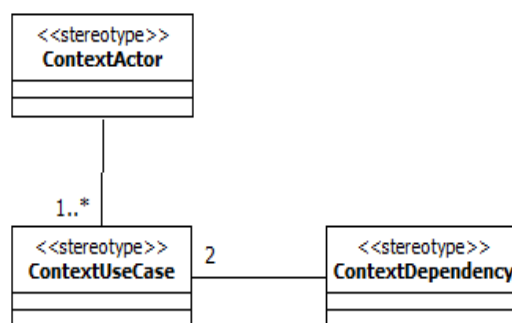 <<stereotype>>
ContextActor
1..*
<<stereotype>>
ContextUseCase
2
<<stereotype>>
ContextDependency